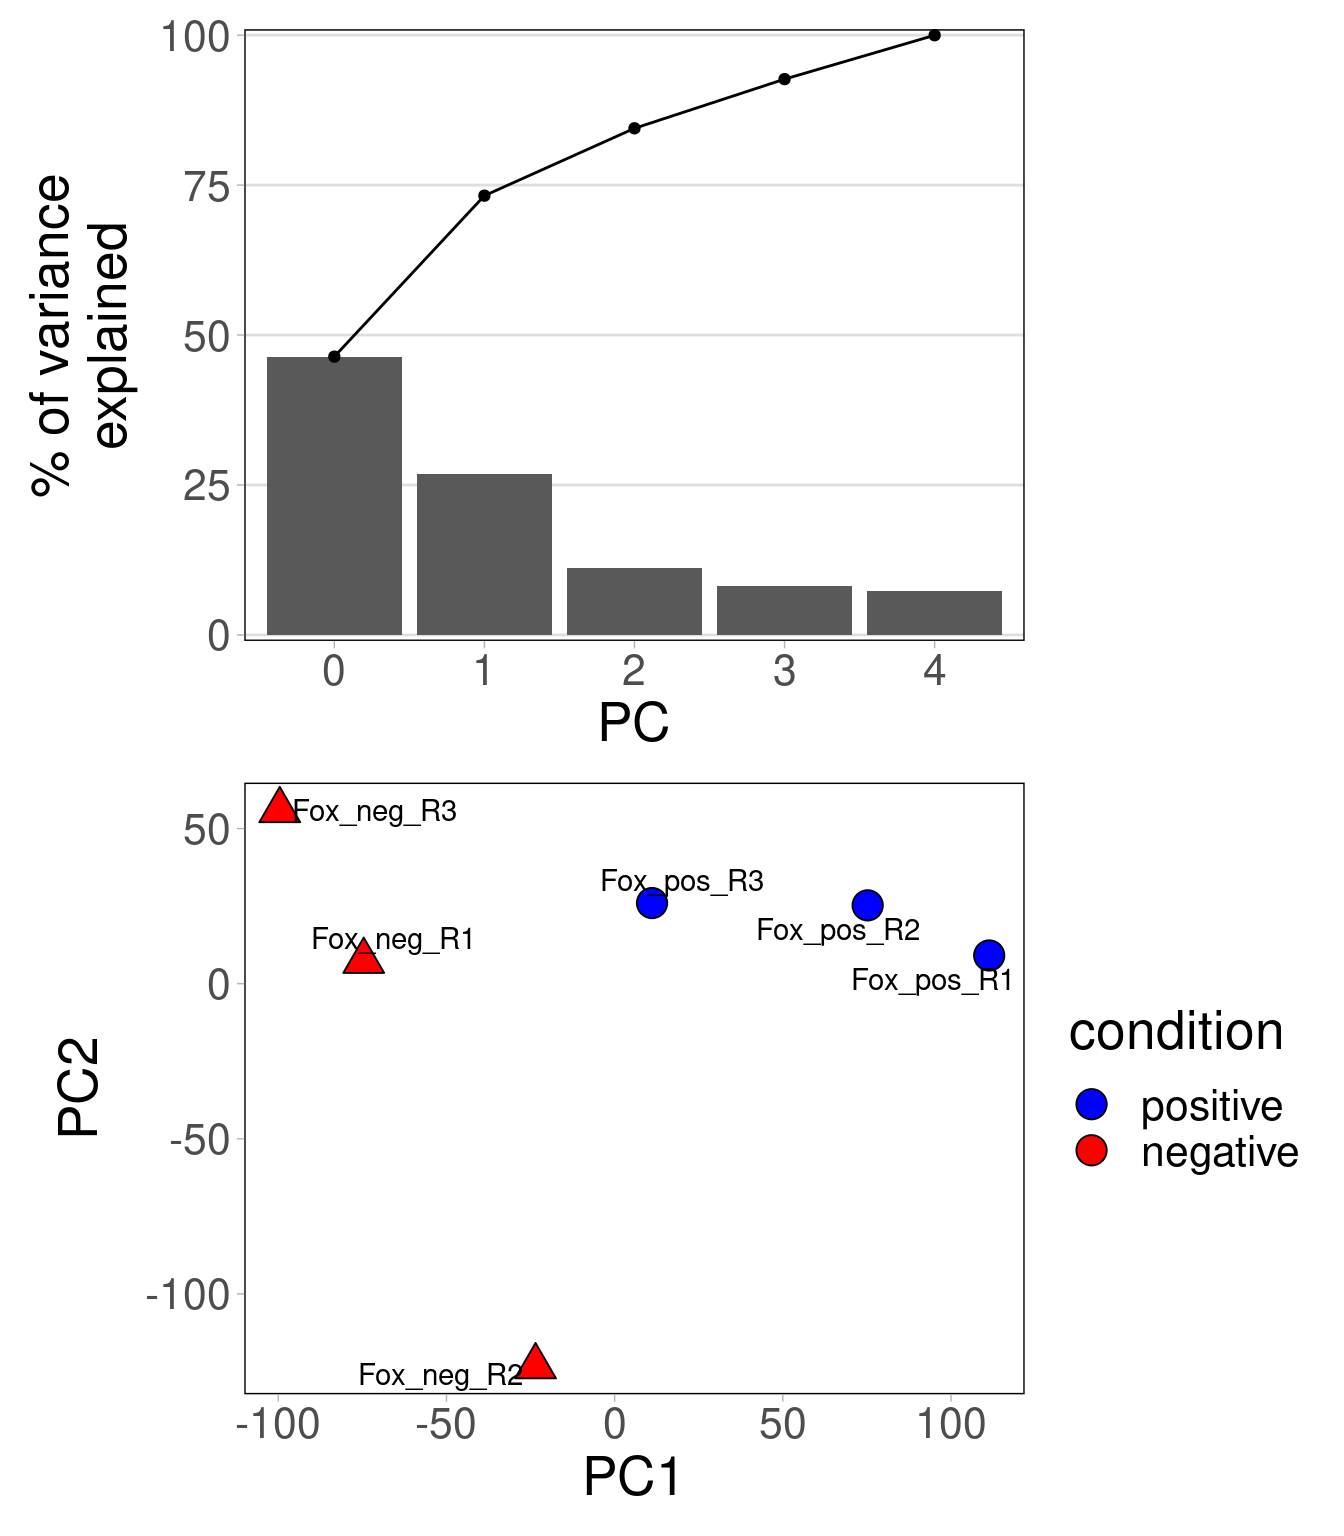 100
75
50
25
0
% of variance
explained
0 1 2 3 4
PC
Fox_neg_R3
Fox_pos_R3
Fox_pos_R2
Fox_neg_R1
Fox_pos_R1
Fox_neg_R2
50
0
-50
-100
PC2
-100 -50 0 50 100
PC1
condition
positive
negative